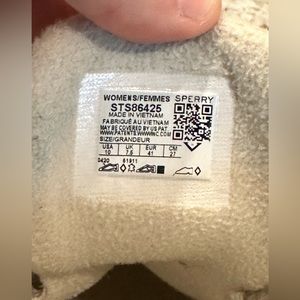 WOMENS/FEMMES SPERRY
STS86425
MADE IN VIETNAM
FABRIQUÉ AU VIETNAM
MAY BE COVERED BY US PAT.
WWW.PATENTS.WWWINC.COM
SIZE/GRANDEUR
USA UK EUR CM
10 7.5 41 27
0420 61911